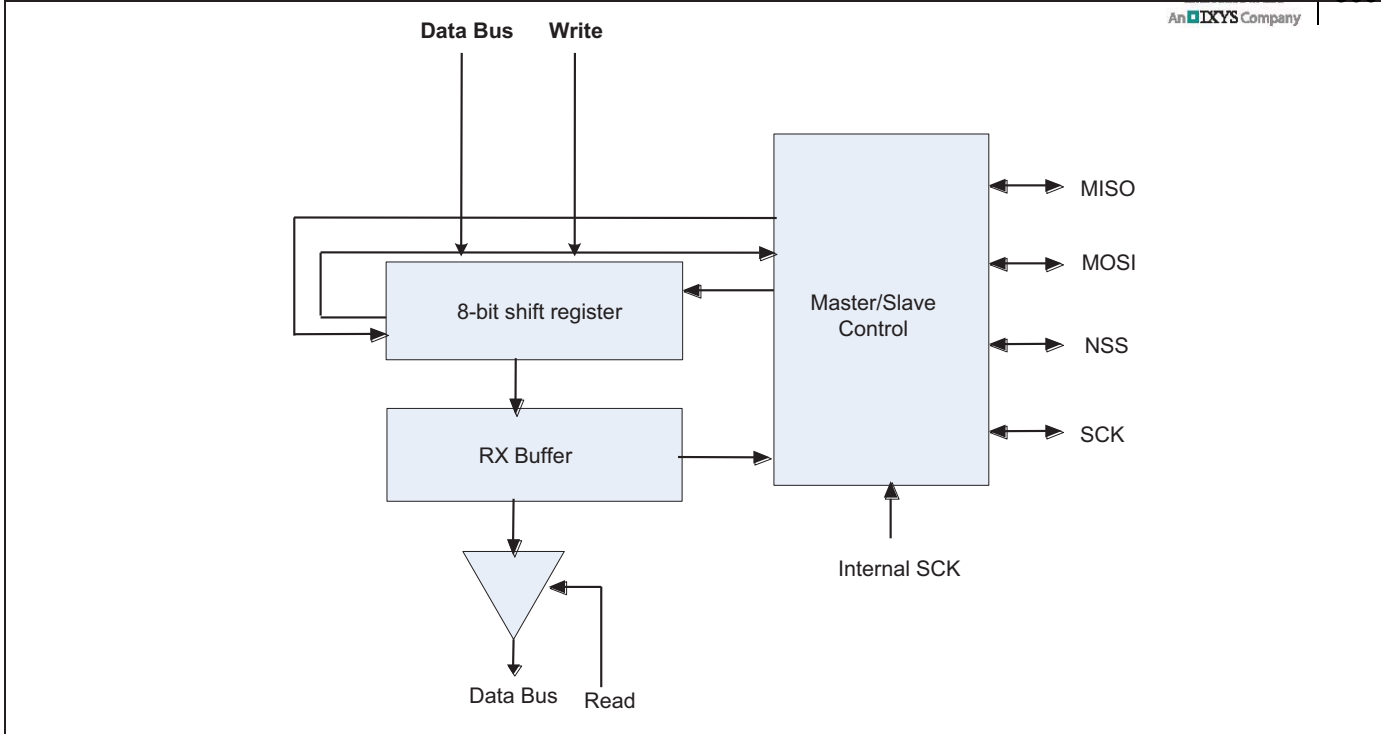 An IXYS Company
Data Bus Write
MISO
MOSI
Master/Slave
Control
8-bit shift register
NSS
SCK
RX Buffer
Internal SCK
Data Bus
Read